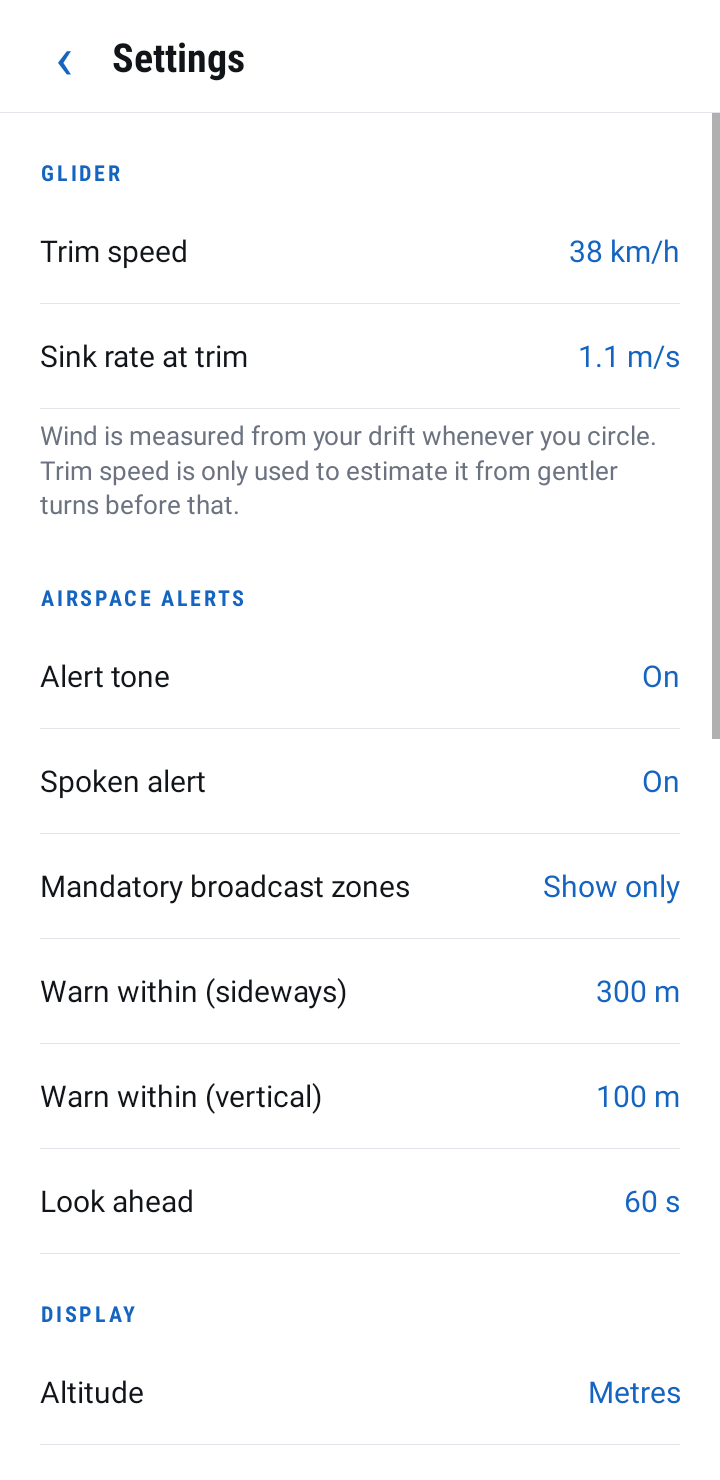 ‹ Settings
GLIDER
Trim speed 38 km/h
Sink rate at trim 1.1 m/s
Wind is measured from your drift whenever you circle.
Trim speed is only used to estimate it from gentler
turns before that.
AIRSPACE ALERTS
Alert tone On
Spoken alert On
Mandatory broadcast zones Show only
Warn within (sideways) 300 m
Warn within (vertical) 100 m
Look ahead 60 s
DISPLAY
Altitude Metres